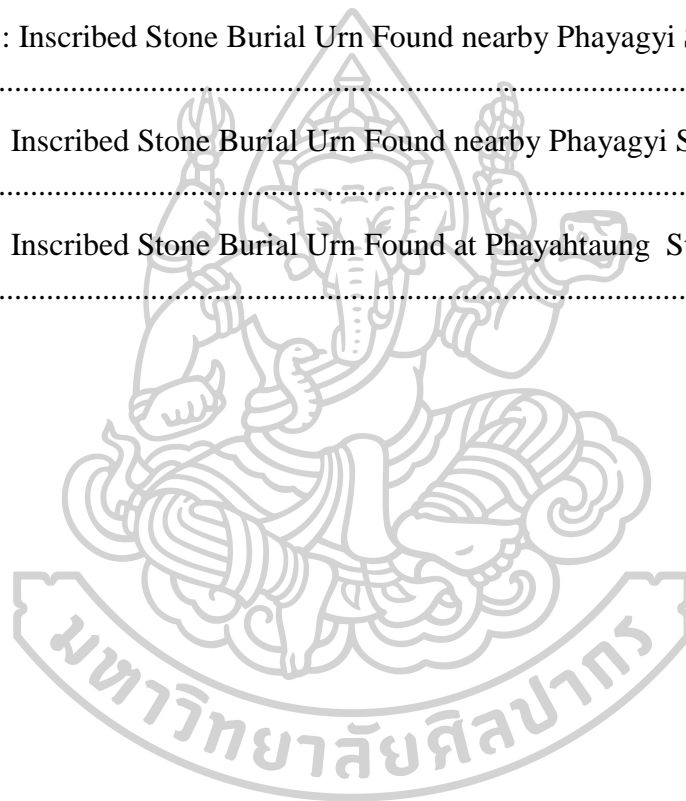 : Inscribed Stone Burial Urn Found nearby Phayagyi
................................................................................................
Inscribed Stone Burial Urn Found nearby Phayagyi S
................................................................................................
Inscribed Stone Burial Urn Found at Phayahtaung S
................................................................................................
มหาวิทยาลัยศิลปากร